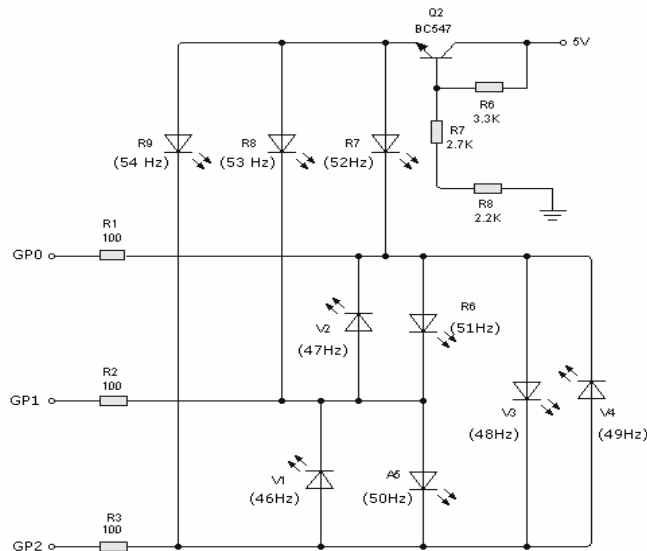 Q2
BC547
5V
R6
3.3K
R7
2.7K
R8
2.2K
R9
(54 Hz)
R8
(53 Hz)
R7
(52Hz)
R1
100
GP0
V2
(47Hz)
R6
(51Hz)
R2
100
GP1
V3
(48Hz)
V4
(49Hz)
V1
(46Hz)
A5
(50Hz)
R3
100
GP2